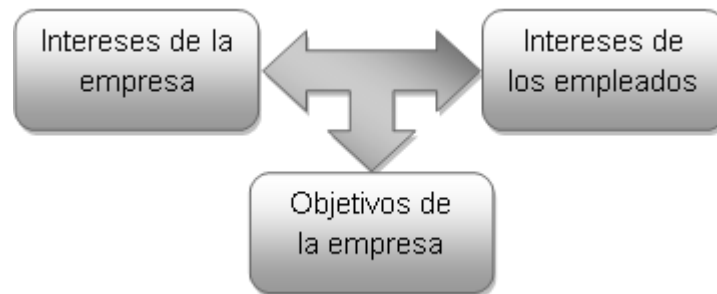 Intereses de la
empresa
Intereses de
los empleados
Objetivos de
la empresa